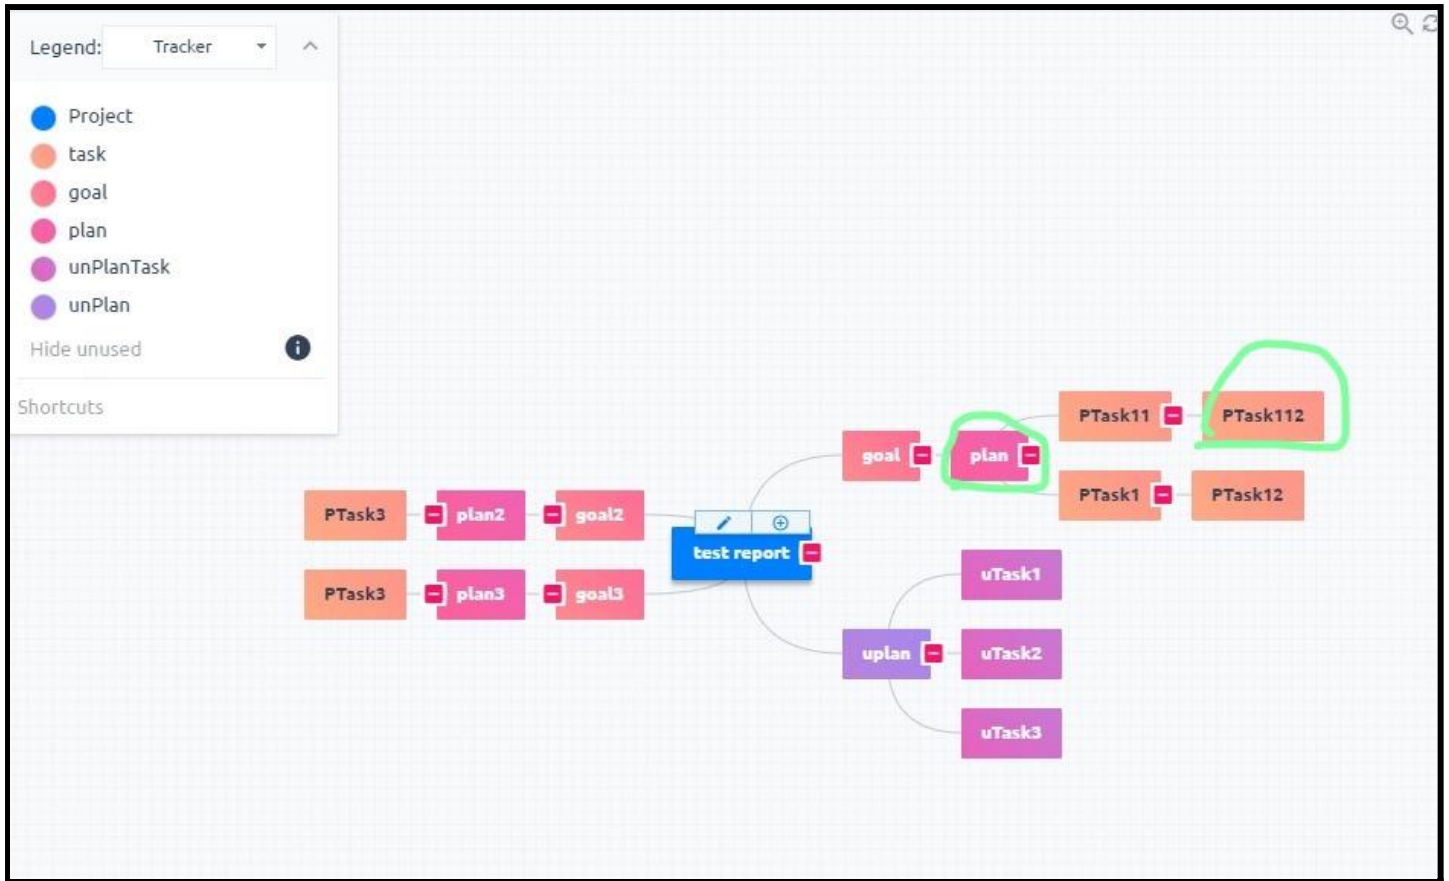 Legend: Tracker
Project
task
goal
plan
unPlanTask
unPlan
Hide unused
Shortcuts
PTask11 PTask112
goal plan
PTask1 PTask12
PTask3 plan2 goal2
test report
uTask1
PTask3 plan3 goal3
uplan uTask2
uTask3